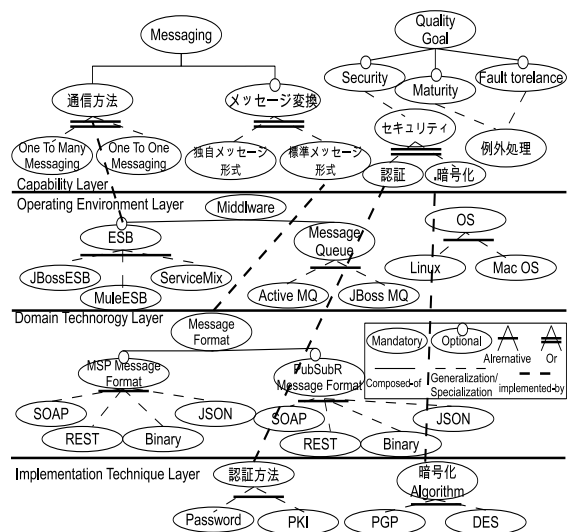 Messaging
Quality
Goal
Security
Maturity
Fault torelance
通信方法
メッセージ変換
セキュリティ
例外処理
One To Many
Messaging
One To One
Messaging
独自メッセージ
形式
標準メッセージ
形式
認証
暗号化
Capability Layer
Operating Environment Layer
Middlware
ESB
Message
Queue
OS
JBossESB
ServiceMix
MuleESB
Active MQ
JBoss MQ
Linux
Mac OS
Domain Technorogy Layer
Message
Format
MSP Message
Format
PubSubR
Message Format
SOAP
REST
Binary
JSON
SOAP
REST
Binary
JSON
Mandatory
Optional
Alrernative
Or
Composed-of
Generalization/
Specialization
implemented-by
Implementation Technique Layer
認証方法
暗号化
Algorithm
Password
PKI
PGP
DES